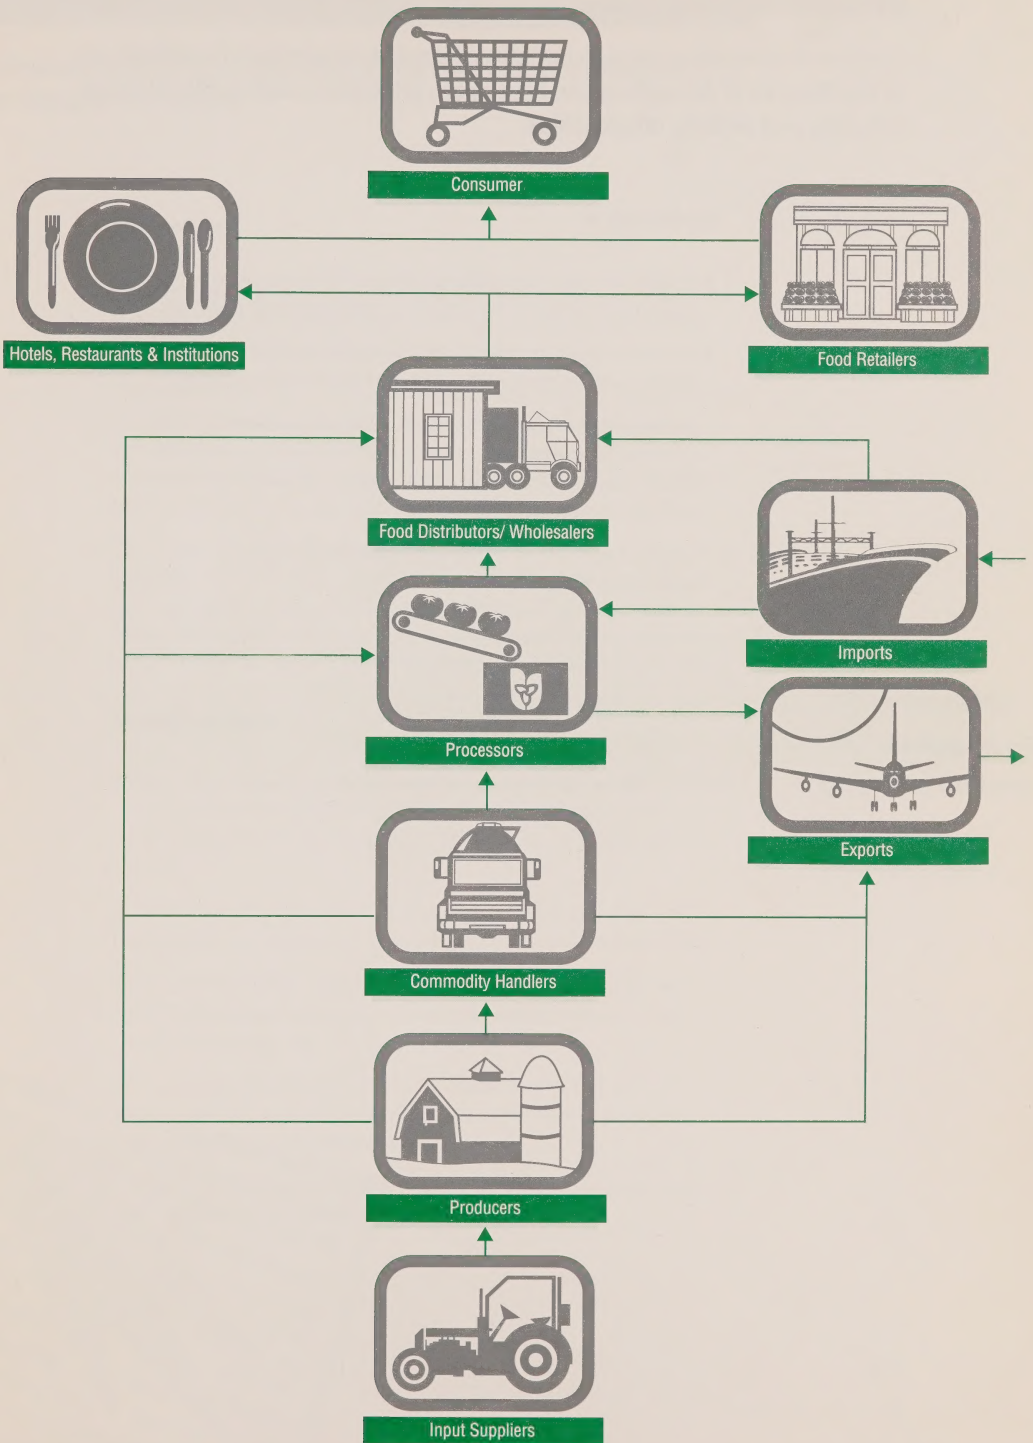 Consumer
Hotels, Restaurants & Institutions
Food Retailers
Food Distributors/ Wholesalers
Imports
Processors
Exports
Commodity Handlers
Producers
Input Suppliers